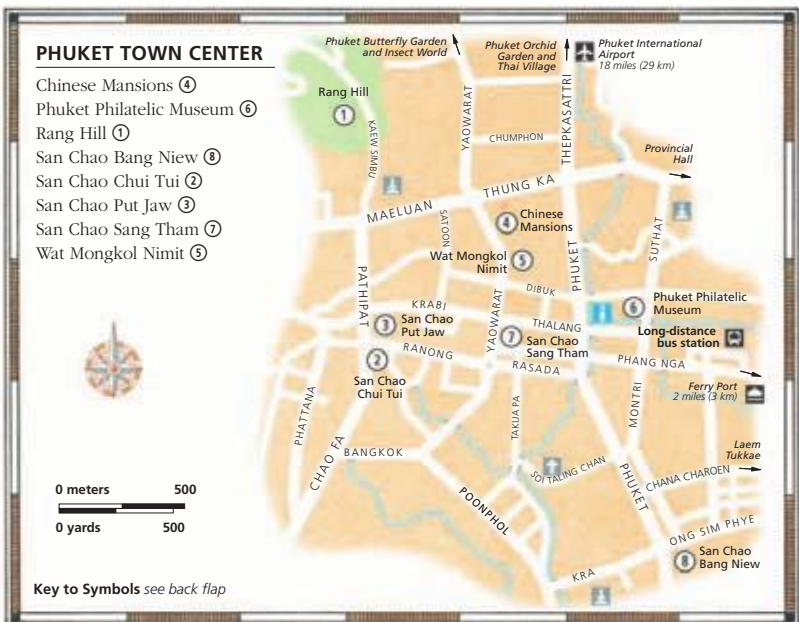 PHUKET TOWN CENTER
Chinese Mansions ④
Phuket Philatelic Museum ⑥
Rang Hill ①
San Chao Bang Niew ⑧
San Chao Chui Tui ②
San Chao Put Jaw ③
San Chao Sang Tham ⑦
Wat Mongkol Nimit ⑤
Phuket Butterfly Garden
and Insect World
Phuket Orchid
Garden and
Thai Village
Phuket International
Airport
18 miles (29 km)
Rang Hill
①
KAEW SIMBU
YAOWARAT
CHUMPHON
THEPKASATTRI
Provincial
Hall
MAELUAN
THUNG KA
SATOON
④ Chinese
Mansions
SUTHAT
Wat Mongkol
Nimit ⑤
PHUKET
PATHIPAT
DIBUK
⑥ Phuket Philatelic
Museum
KRABI
③ San Chao
Put Jaw
YAOWARAT
THALANG
⑦ San Chao
Sang Tham
Long-distance
bus station
RANONG
RASADA
PHANG NGA
②
San Chao
Chui Tui
Ferry Port
2 miles (3 km)
PHATTANA
TAKUA PA
MONTRI
CHAO FA
BANGKOK
Laem
Tukkae
SOI TALING CHAN
CHANA CHAROEN
POONPHOL
PHUKET
0 meters 500
0 yards 500
ONG SIM PHYE
⑧ San Chao
Bang Niew
KRA
Key to Symbols see back flap